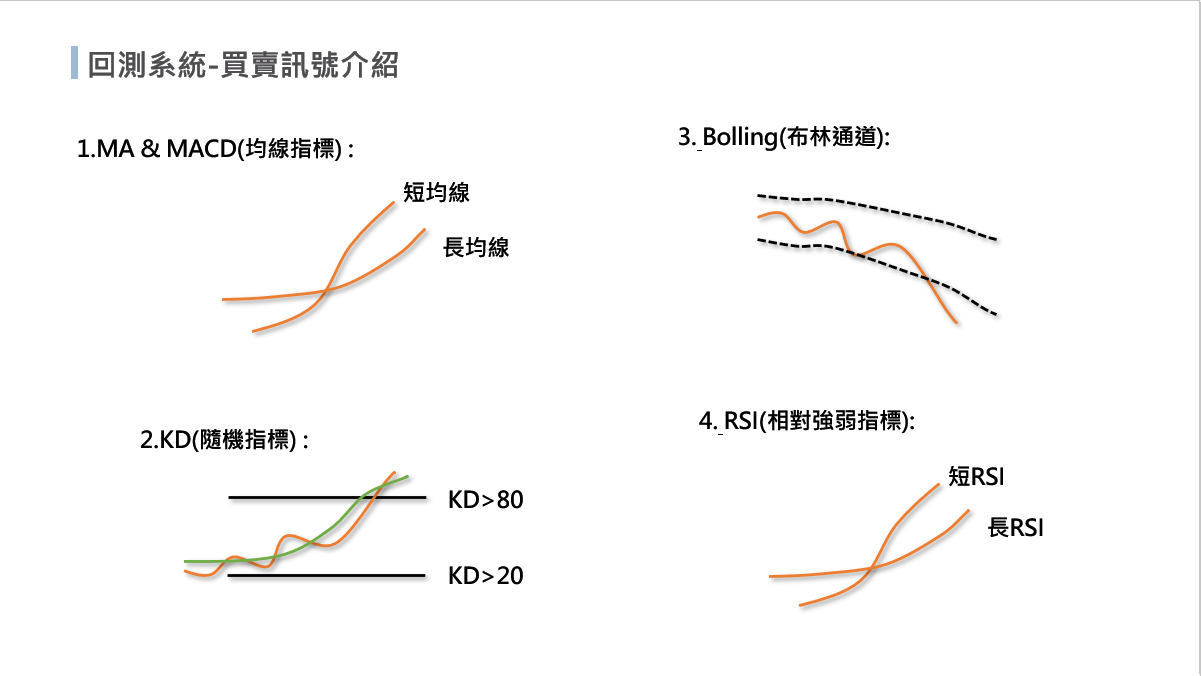 回測系統-買賣訊號介紹
1.MA & MACD(均線指標) :
短均線
長均線
2.KD(隨機指標) :
KD>80
KD>20
3. Bolling(布林通道):
4. RSI(相對強弱指標):
短RSI
長RSI